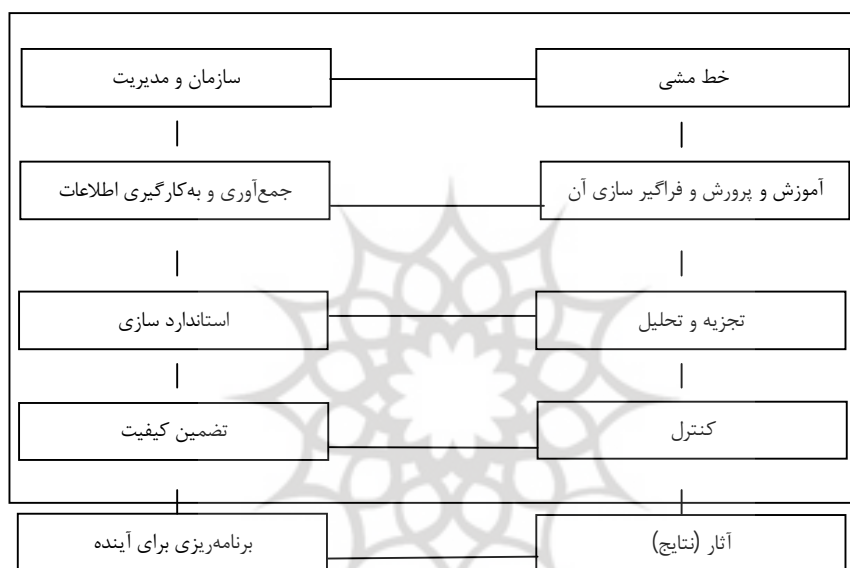 خط مشی
سازمان و مدیریت
آموزش و پرورش و فراگیر سازی آن
جمع‌آوری و به‌کارگیری اطلاعات
تجزیه و تحلیل
استاندارد سازی
کنترل
تضمین کیفیت
آثار (نتایج)
برنامه‌ریزی برای آینده